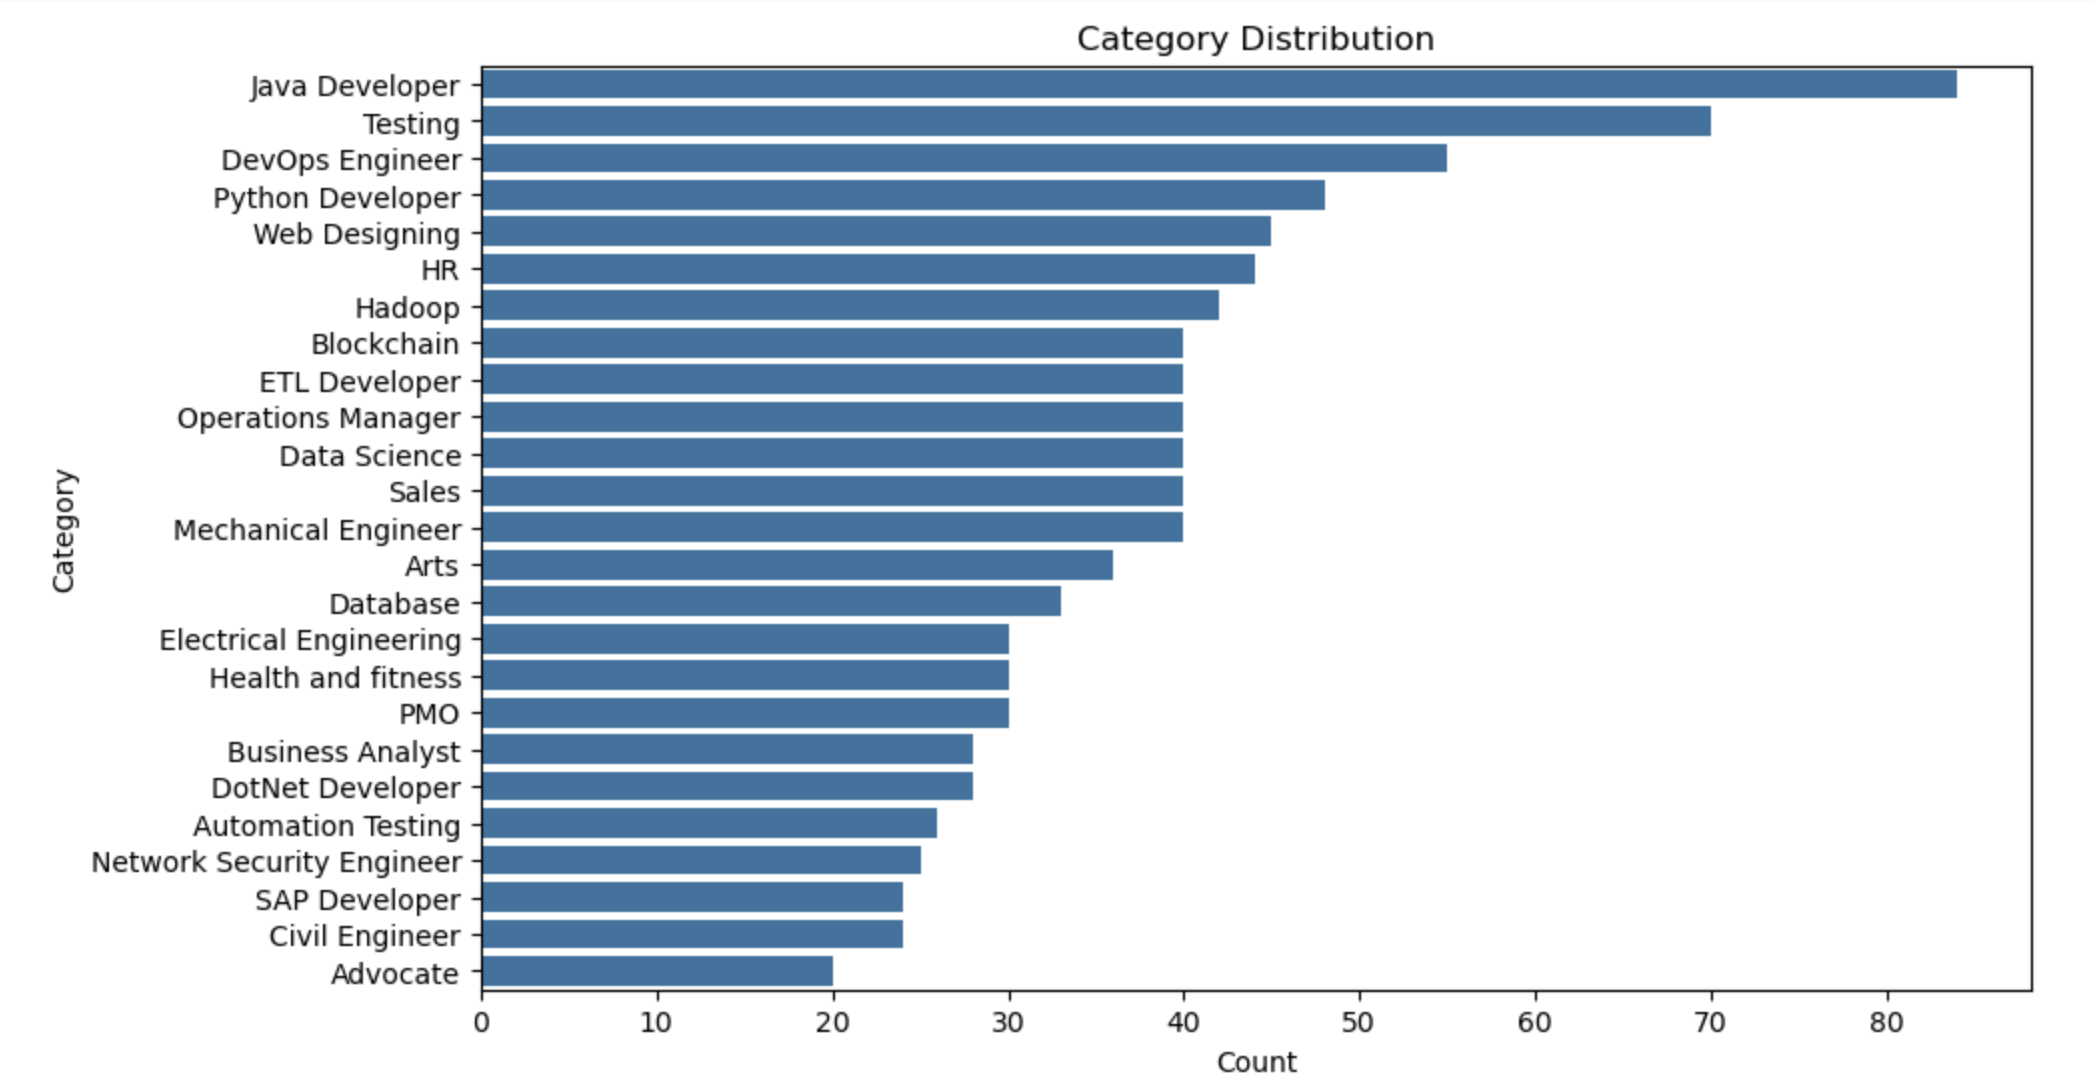 Category Distribution
Java Developer
Testing
DevOps Engineer
Python Developer
Web Designing
HR
Hadoop
Blockchain
ETL Developer
Operations Manager
Data Science
Sales
Mechanical Engineer
Arts
Database
Electrical Engineering
Health and fitness
PMO
Business Analyst
DotNet Developer
Automation Testing
Network Security Engineer
SAP Developer
Civil Engineer
Advocate
Category
0 10 20 30 40 50 60 70 80
Count